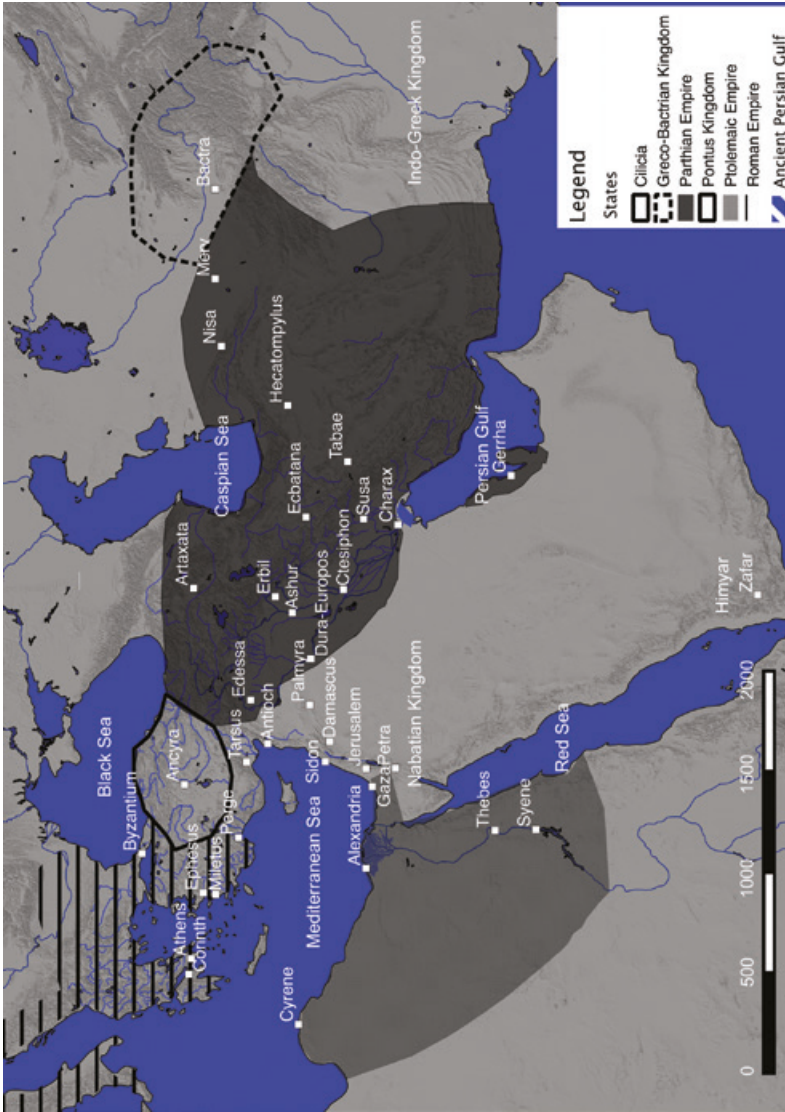 Black Sea
Caspian Sea
Byzantium
Ancyra
Athens
Corinth
Ephesus
Miletus
Perge
Tarsus
Antioch
Edessa
Artaxata
Erbil
Ashur
Nisa
Merv
Bactra
Hecatompylus
Ecbatana
Tabae
Susa
Charax
Ctesiphon
Dura-Europos
Palmyra
Damascus
Sidon
Jerusalem
Gaza
Petra
Nabatian Kingdom
Mediterranean Sea
Alexandria
Cyrene
Thebes
Syene
Red Sea
Persian Gulf
Gerrha
Himyar
Zafar
Indo-Greek Kingdom
0
500
1000
1500
2000
Legend
States
Cilicia
Greco-Bactrian Kingdom
Parthian Empire
Pontus Kingdom
Ptolemaic Empire
Roman Empire
Ancient Persian Gulf